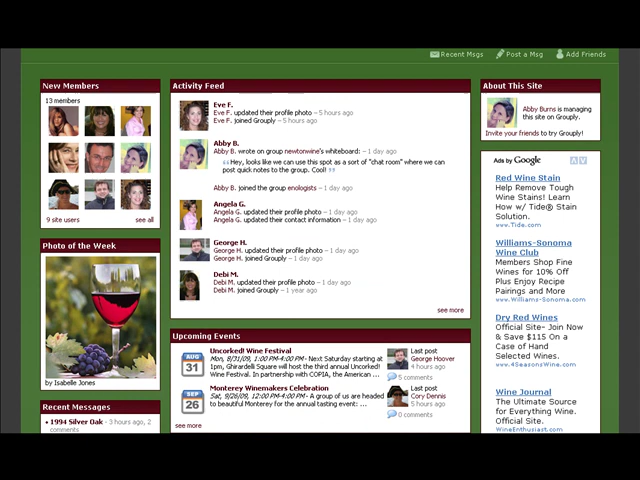 Recent Msgs
Post a Msg
Add Friends
New Members
13 members
9 site users
see all
Photo of the Week
by Isabelle Jones
Recent Messages
• 1994 Silver Oak - 3 hours ago, 2
comments
Activity Feed
Eve F.
Eve F. updated their profile photo – 5 hours ago
Eve F. joined Grouply – 5 hours ago
Abby B.
Abby B. wrote on group newtonwine's whiteboard: – 1 day ago
"Hey, looks like we can use this spot as a sort of "chat room" where we can
post quick notes to the group. Cool! "
Abby B. joined the group enologists – 1 day ago
Angela G.
Angela G. updated their profile photo – 1 day ago
Angela G. updated their contact information – 1 day ago
George H.
George H. updated their profile photo – 1 day ago
George H. joined Grouply – 1 day ago
Debi M.
Debi M. updated their profile photo – 1 day ago
Debi M. joined Grouply – 1 year ago
see more
Upcoming Events
AUG
31
Uncorked! Wine Festival
Mon, 8/31/09, 1:00 PM-4:00 PM - Next Saturday starting at
1pm, Ghirardelli Square will host the third annual Uncorked!
Wine Festival. In partnership with COPIA, the American ...
Last post
George Hoover
4 hours ago
5 comments
SEP
26
Monterey Winemakers Celebration
Sat, 9/26/09, 12:00 PM-4:00 PM - A group of us are headed
to beautiful Monterey for the annual tasting event: ...
Last post
Cory Dennis
5 hours ago
0 comments
see more
About This Site
Abby Burns is managing
this site on Grouply.
Invite your friends to try Grouply!
Ads by Google
Red Wine Stain
Help Remove Tough
Wine Stains! Learn
How w/ Tide® Stain
Solution.
www.Tide.com
Williams-Sonoma
Wine Club
Members Shop Fine
Wines for 10% Off
Plus Enjoy Recipe
Pairings and More
www.Williams-Sonoma.com
Dry Red Wines
Official Site- Join Now
& Save $115 On a
Case of Hand
Selected Wines.
www.4SeasonsWine.com
Wine Journal
The Ultimate Source
for Everything Wine.
Official Site.
WineEnthusiast.com